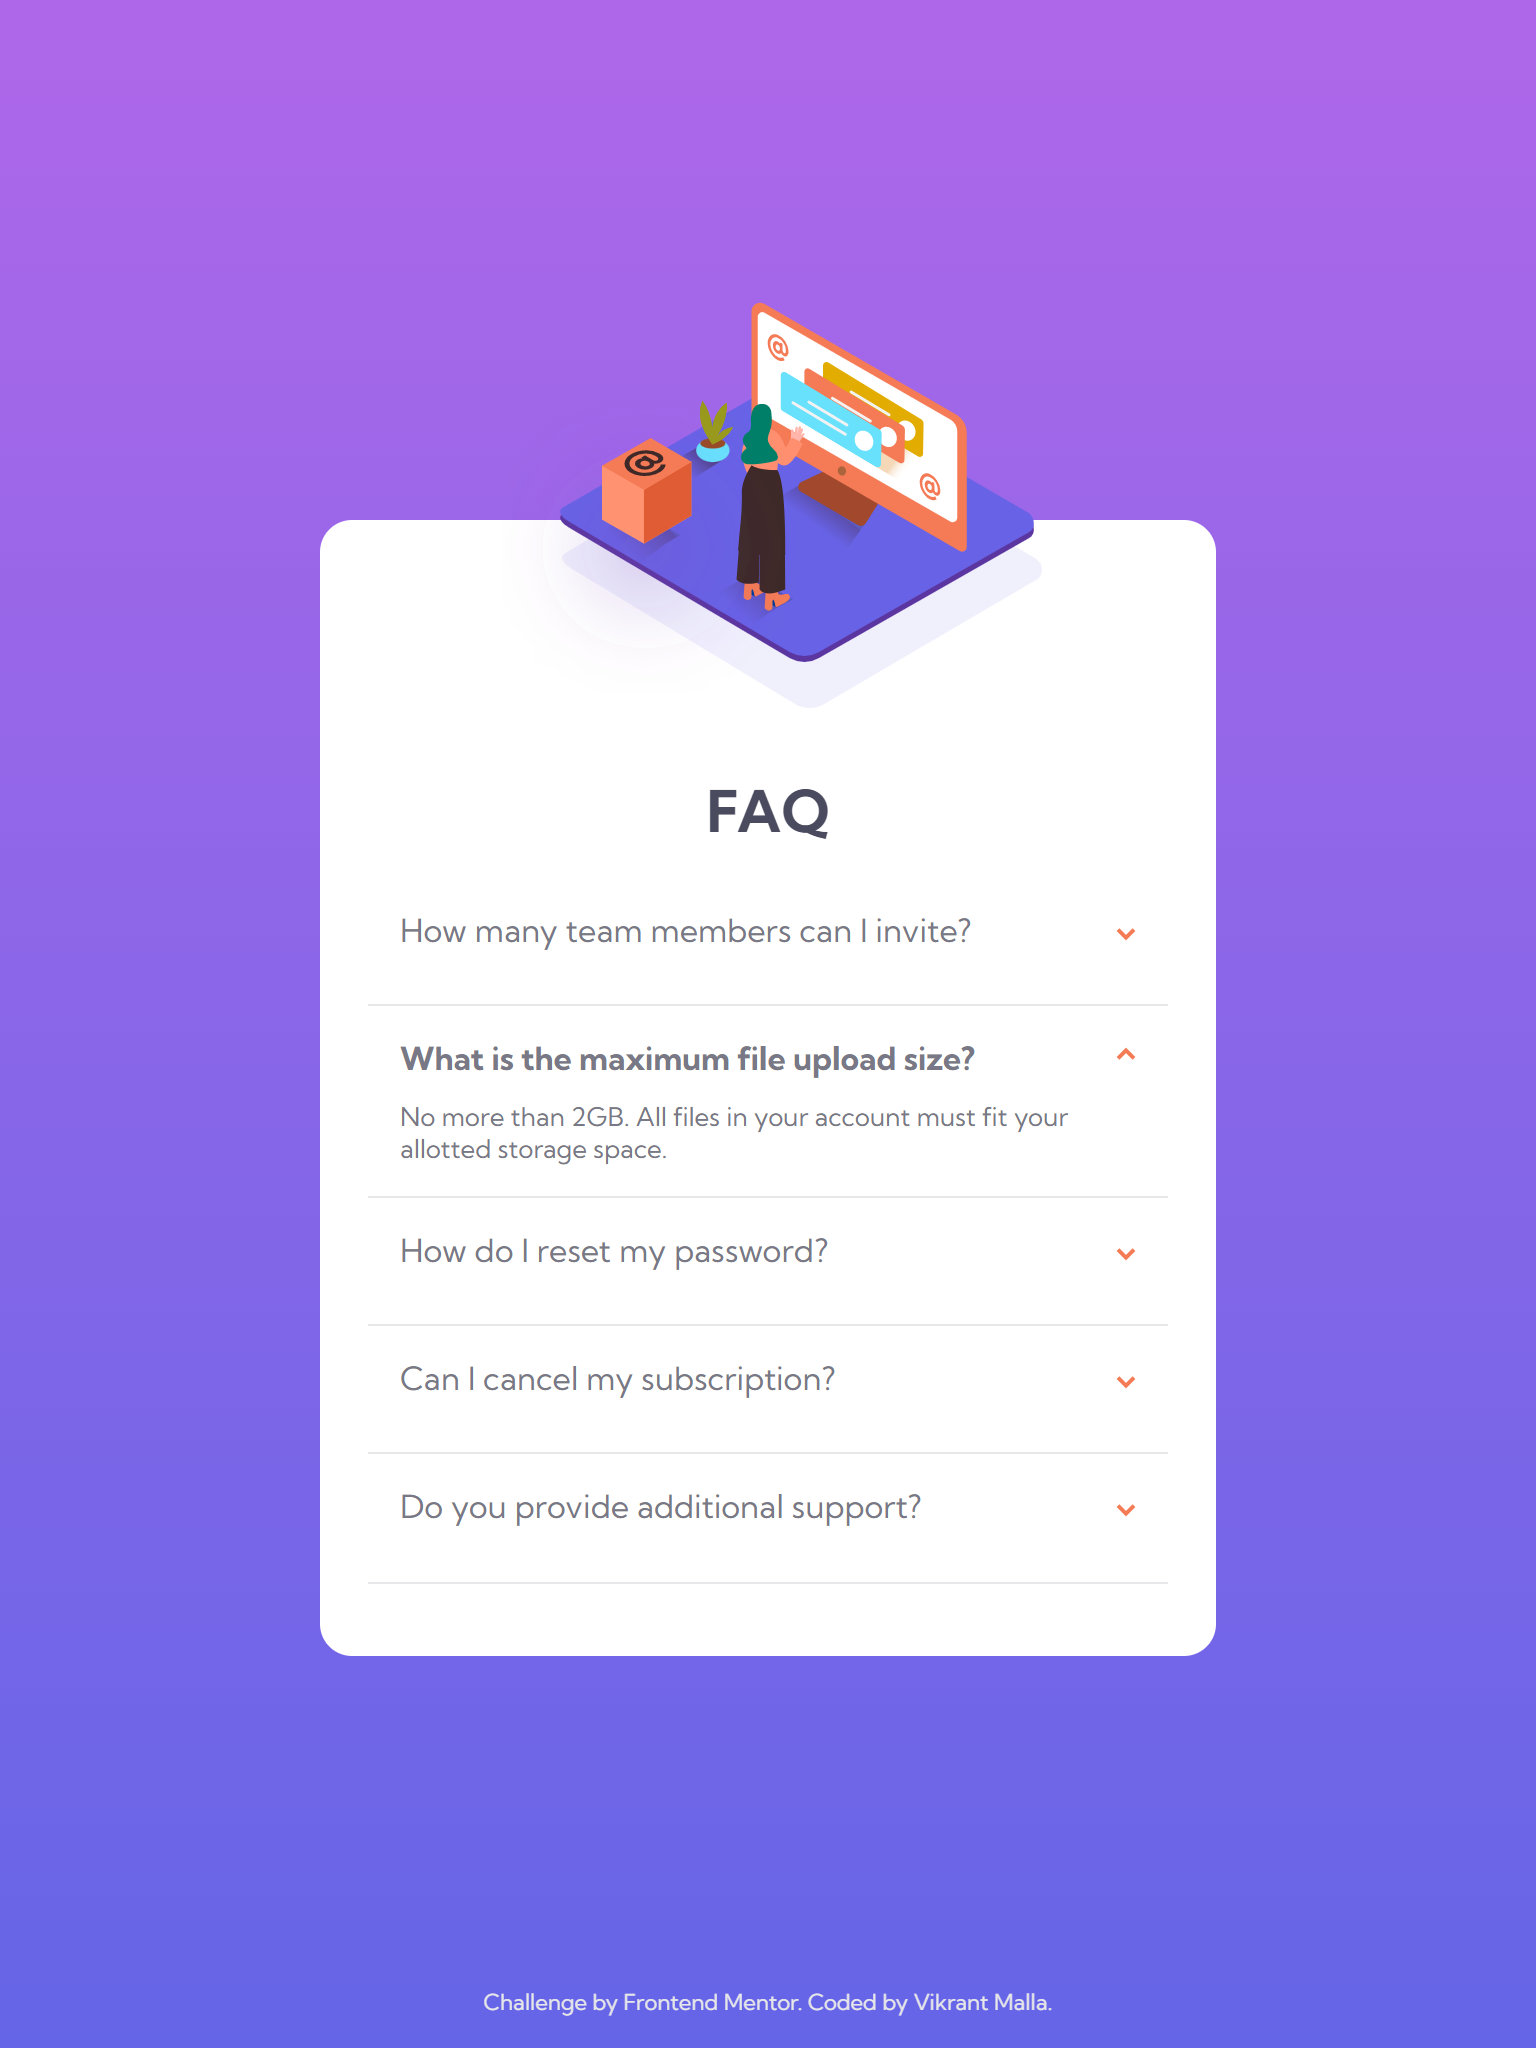 @
@
@
FAQ
How many team members can I invite?
What is the maximum file upload size?
No more than 2GB. All files in your account must fit your
allotted storage space.
How do I reset my password?
Can I cancel my subscription?
Do you provide additional support?
Challenge by Frontend Mentor. Coded by Vikrant Malla.